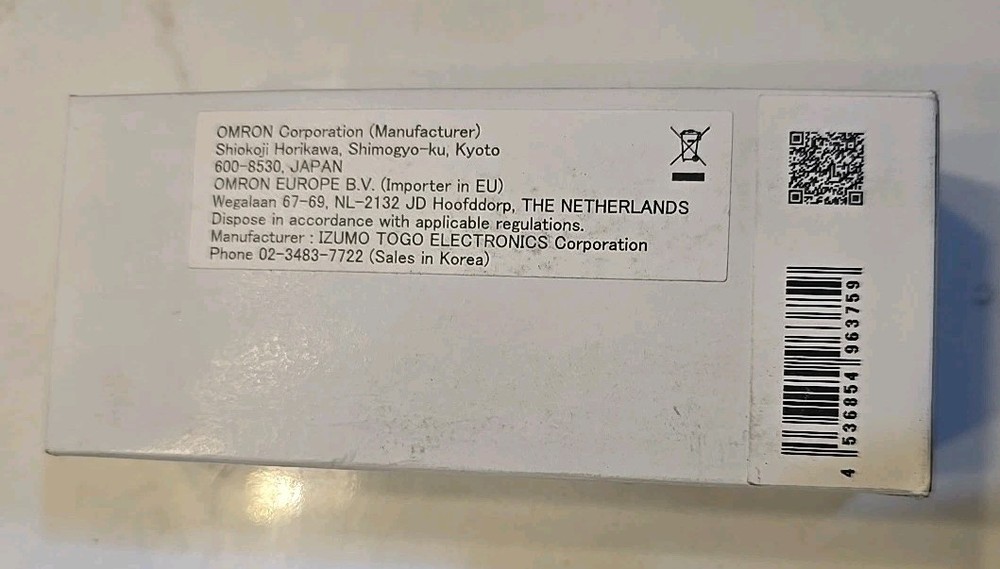 OMRON Corporation (Manufacturer)
Shiokoji Horikawa, Shimogyo-ku, Kyoto
600-8530, JAPAN
OMRON EUROPE B.V. (Importer in EU)
Wegalaan 67-69, NL-2132 JD Hoofddorp, THE NETHERLANDS
Dispose in accordance with applicable regulations.
Manufacturer : IZUMO TOGO ELECTRONICS Corporation
Phone 02-3483-7722 (Sales in Korea)
4 536854 963759